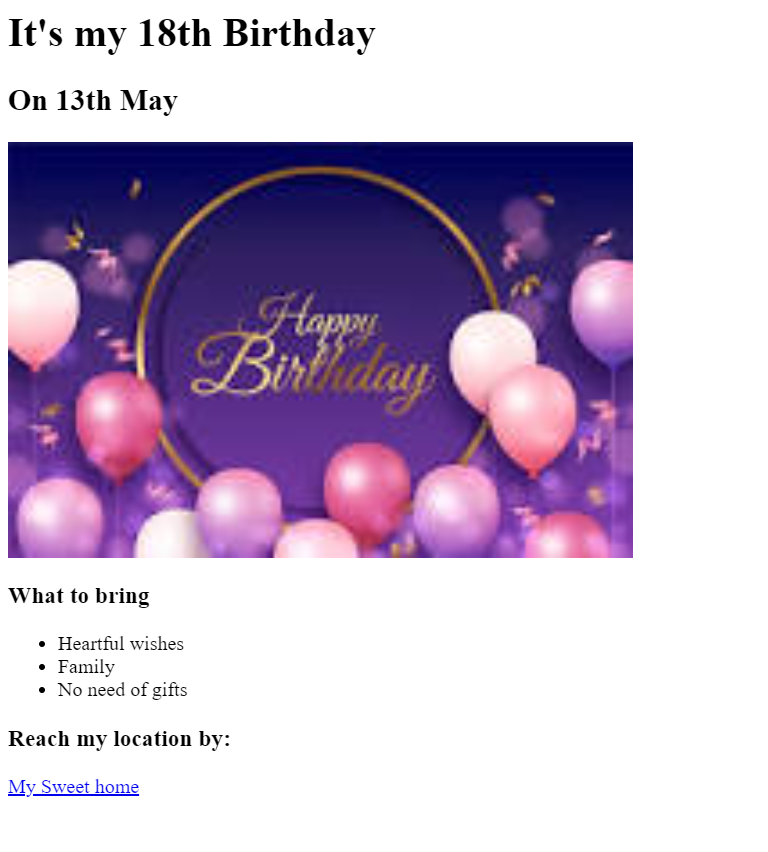 It's my 18th Birthday
On 13th May
Happy
Birthday
What to bring
Heartful wishes
Family
No need of gifts
Reach my location by:
My Sweet home